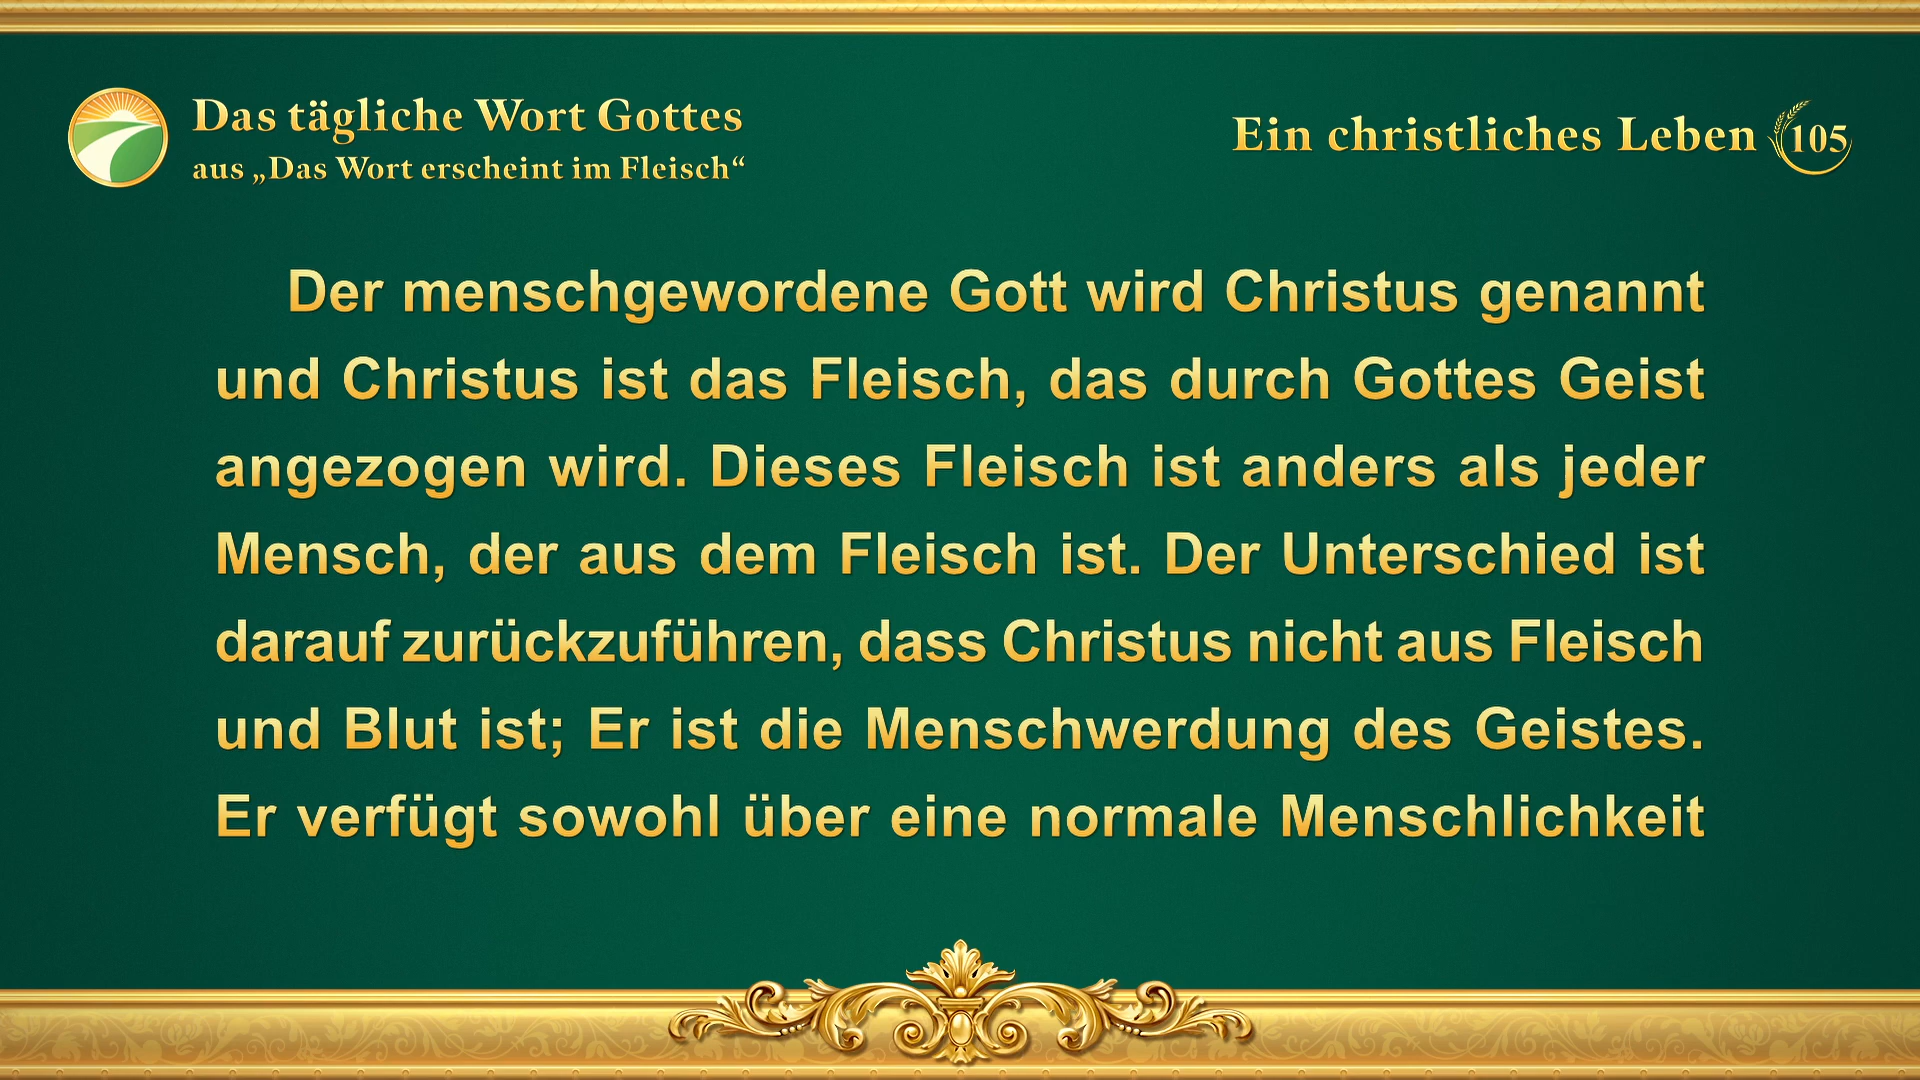 Das tägliche Wort Gottes
aus „Das Wort erscheint im Fleisch“
Ein christliches Leben 105
Der menschgewordene Gott wird Christus genannt
und Christus ist das Fleisch, das durch Gottes Geist
angezogen wird. Dieses Fleisch ist anders als jeder
Mensch, der aus dem Fleisch ist. Der Unterschied ist
darauf zurückzuführen, dass Christus nicht aus Fleisch
und Blut ist; Er ist die Menschwerdung des Geistes.
Er verfügt sowohl über eine normale Menschlichkeit